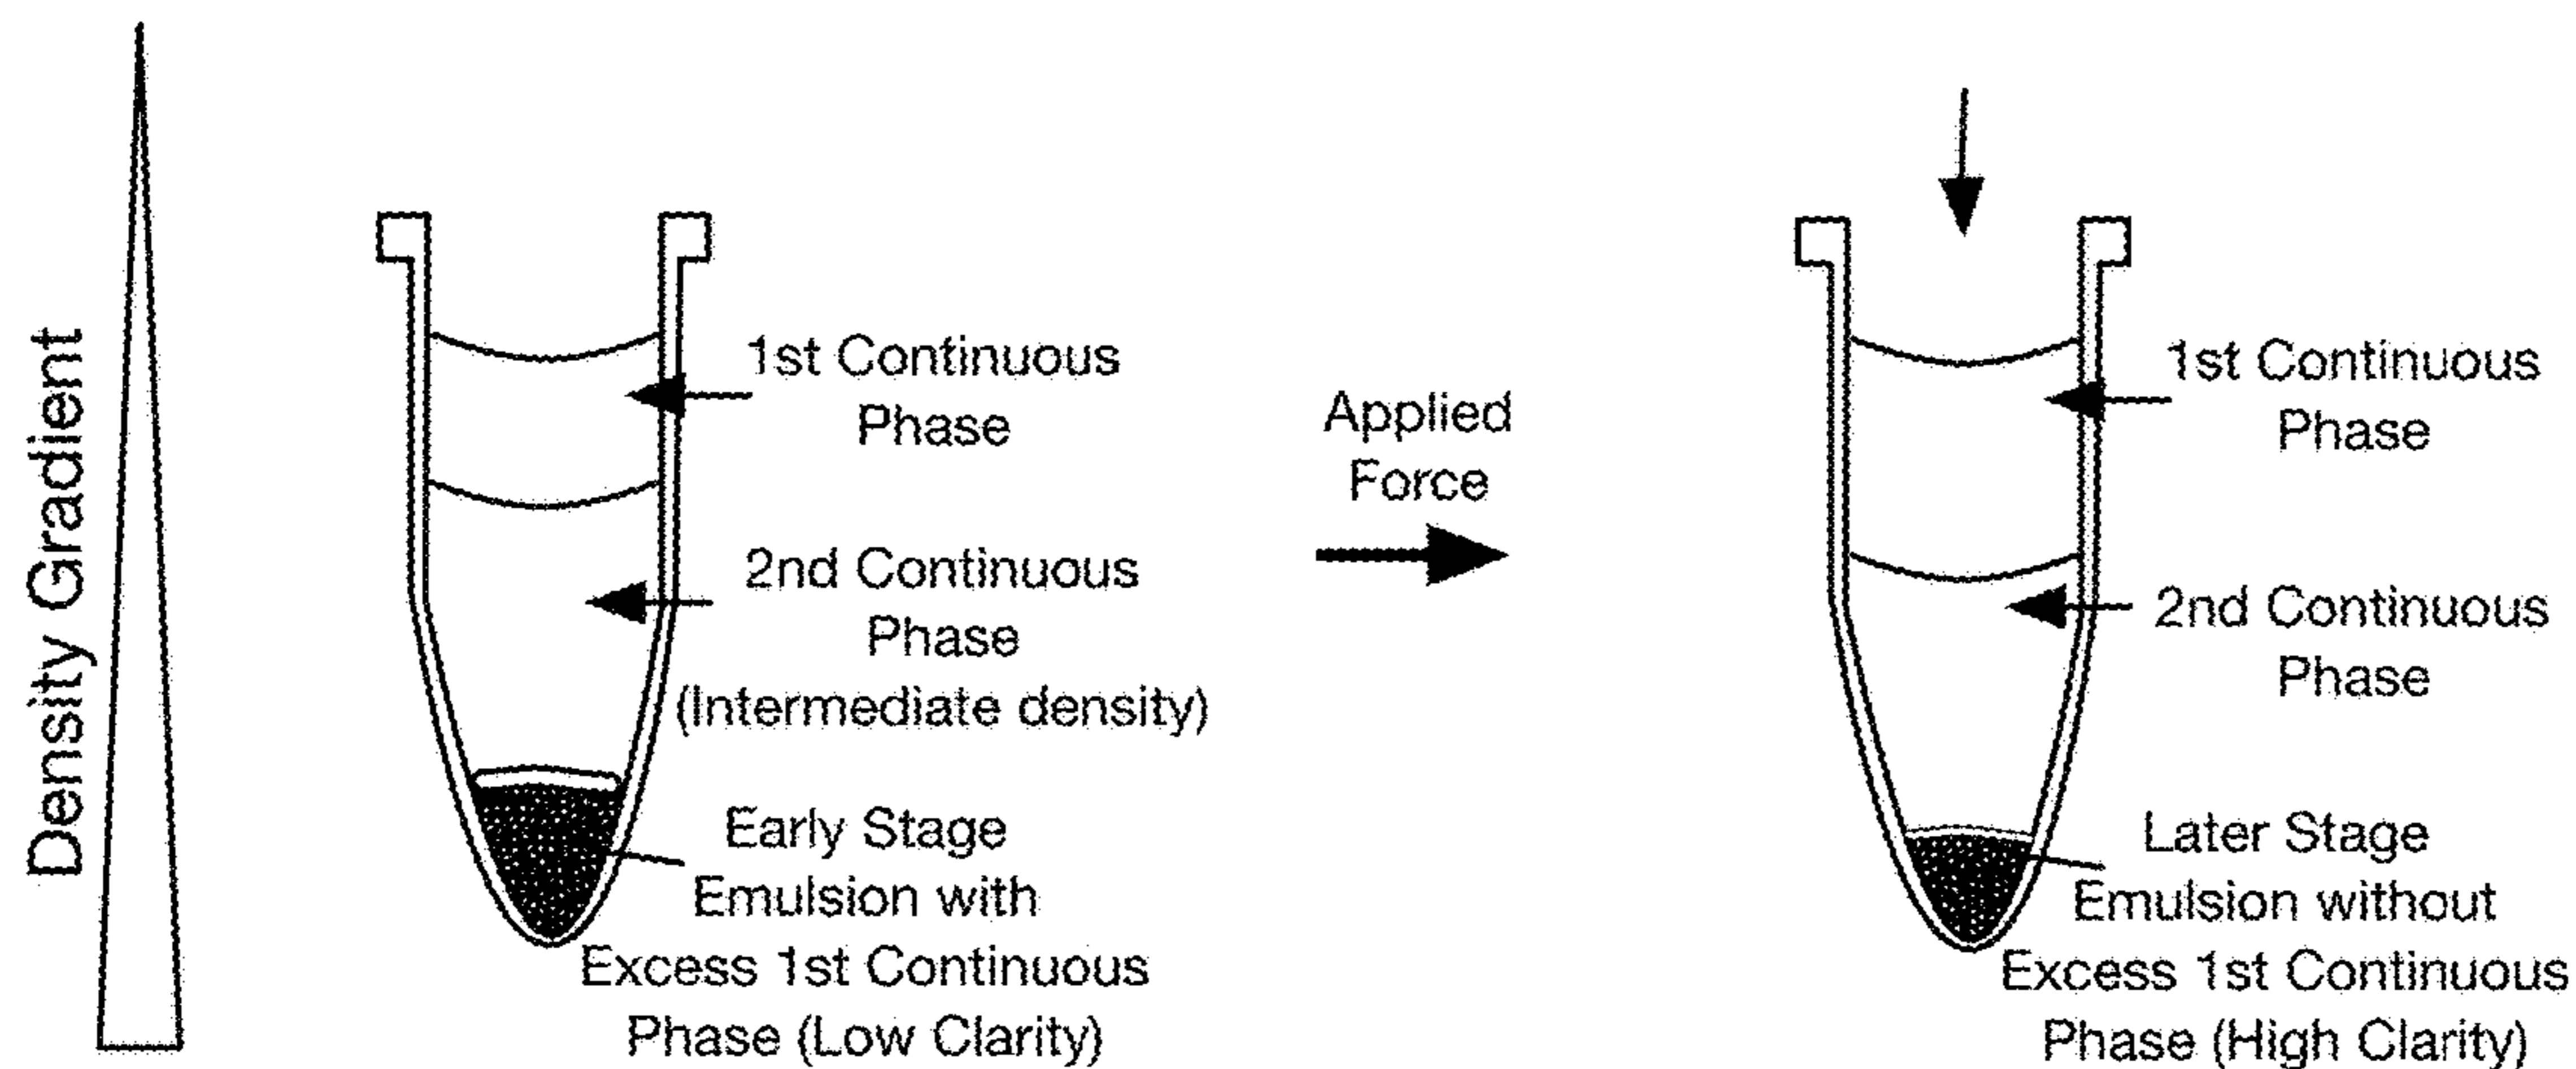 Density Gradient
1st Continuous
Phase
2nd Continuous
Phase
(Intermediate density)
Early Stage
Emulsion with
Excess 1st Continuous
Phase (Low Clarity)
Applied
Force
1st Continuous
Phase
2nd Continuous
Phase
Later Stage
Emulsion without
Excess 1st Continuous
Phase (High Clarity)